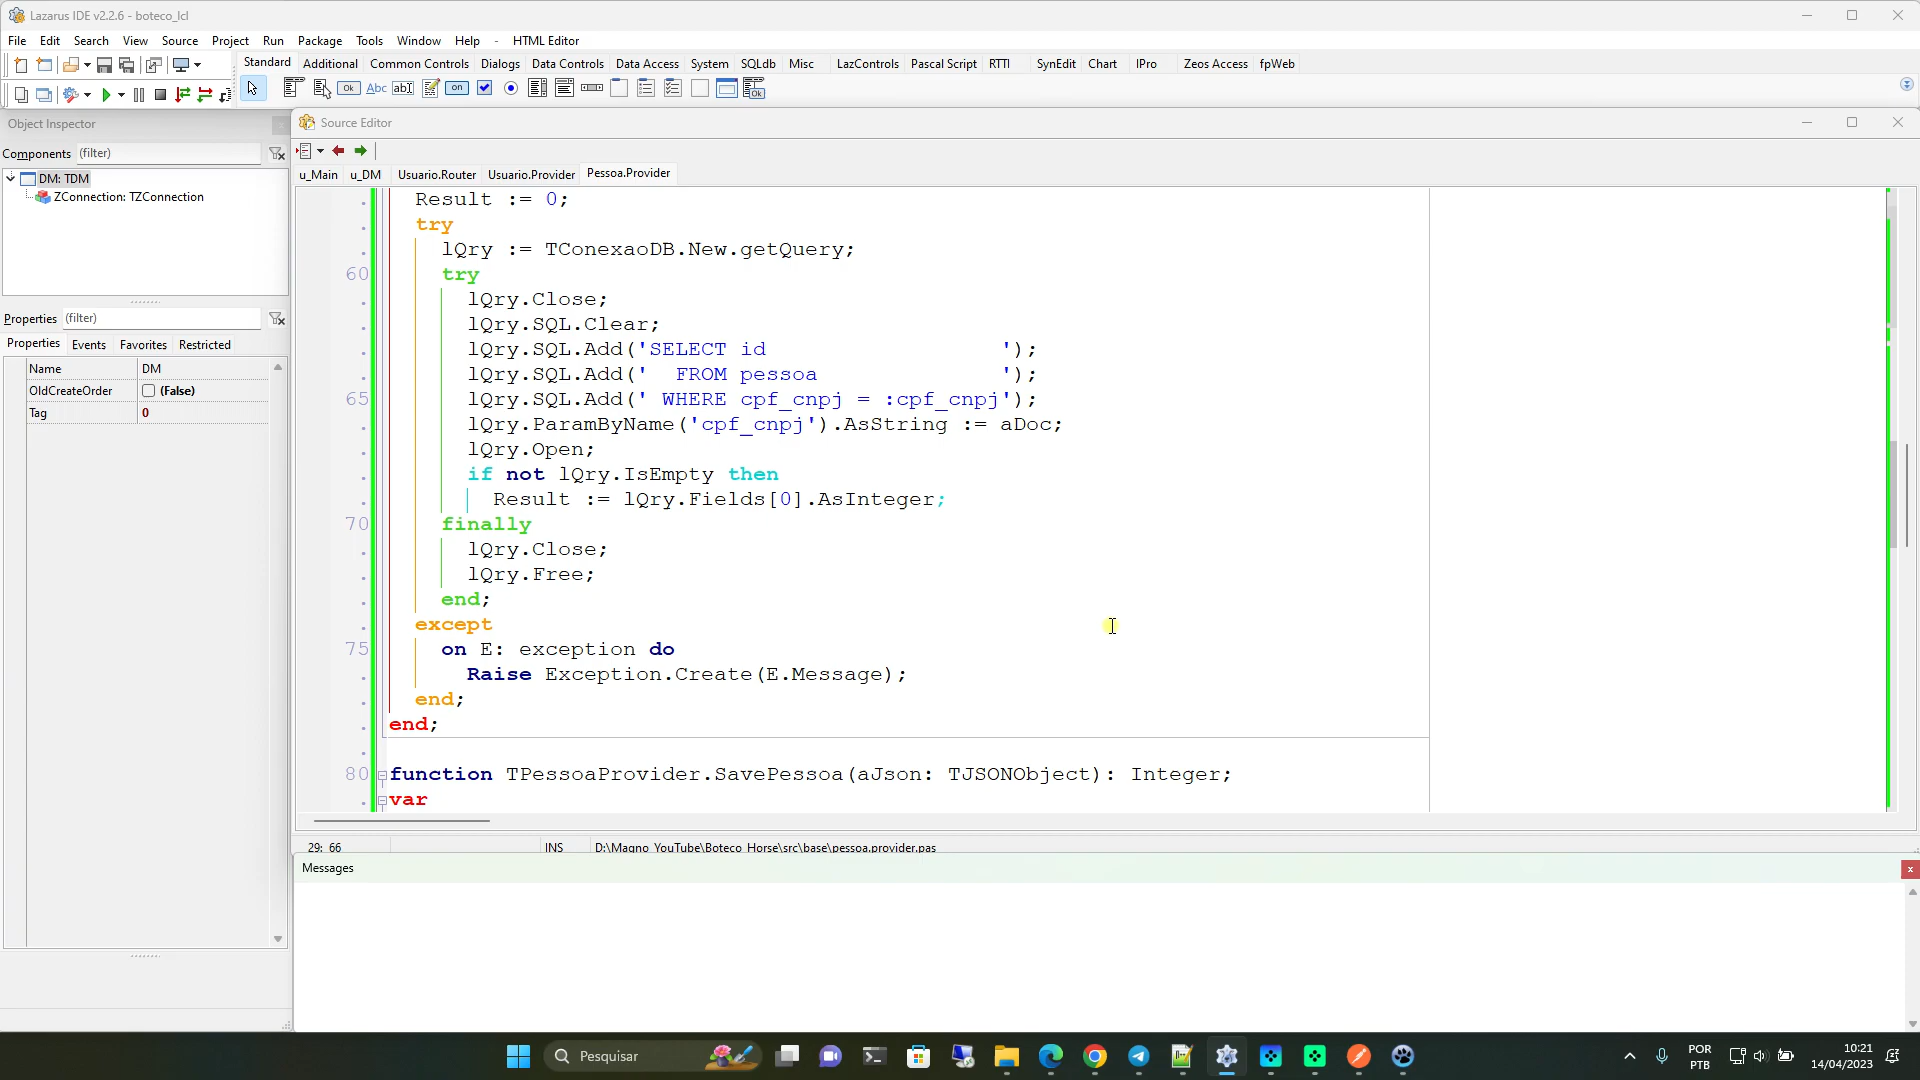 Lazarus IDE v2.2.6 - boteco_lcl
File Edit Search View Source Project Run Package Tools Window Help - HTML Editor
Standard Additional Common Controls Dialogs Data Controls Data Access System SQLdb Misc LazControls Pascal Script RTTI SynEdit Chart IPro Zeos Access fpWeb
Ok Abc ab on Ok
Object Inspector
Components (filter)
DM: TDM
ZConnection: TZConnection
Properties (filter)
Properties Events Favorites Restricted
Name DM
OldCreateOrder (False)
Tag 0
Source Editor
u_Main u_DM Usuario.Router Usuario.Provider Pessoa.Provider
Result := 0;
try
lQry := TConexaoDB.New.getQuery;
60 try
lQry.Close;
lQry.SQL.Clear;
lQry.SQL.Add('SELECT id                  ');
lQry.SQL.Add('  FROM pessoa              ');
65 lQry.SQL.Add(' WHERE cpf_cnpj = :cpf_cnpj');
lQry.ParamByName('cpf_cnpj').AsString := aDoc;
lQry.Open;
if not lQry.IsEmpty then
Result := lQry.Fields[0].AsInteger;
70 finally
lQry.Close;
lQry.Free;
end;
except
75 on E: exception do
Raise Exception.Create(E.Message);
end;
end;
80 function TPessoaProvider.SavePessoa(aJson: TJSONObject): Integer;
var
29: 66 INS D:\Magno_YouTube\Boteco_Horse\src\base\pessoa.provider.pas
Messages
Pesquisar
POR
PTB
10:21
14/04/2023